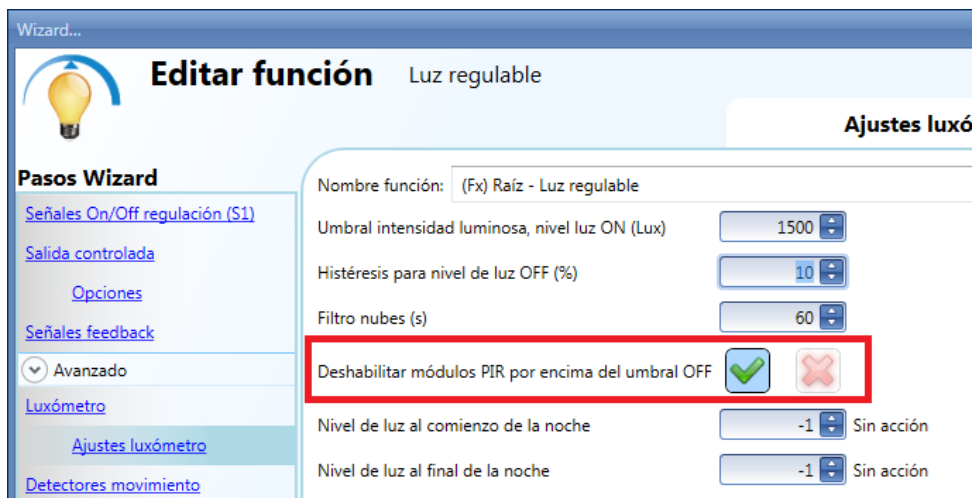 Wizard...
Editar función Luz regulable
Ajustes luxó
Pasos Wizard
Señales On/Off regulación (S1)
Salida controlada
Opciones
Señales feedback
Avanzado
Luxómetro
Ajustes luxómetro
Detectores movimiento
Nombre función: (Fx) Raíz - Luz regulable
Umbral intensidad luminosa, nivel luz ON (Lux) 1500
Histéresis para nivel de luz OFF (%) 10
Filtro nubes (s) 60
Deshabilitar módulos PIR por encima del umbral OFF
Nivel de luz al comienzo de la noche -1 Sin acción
Nivel de luz al final de la noche -1 Sin acción